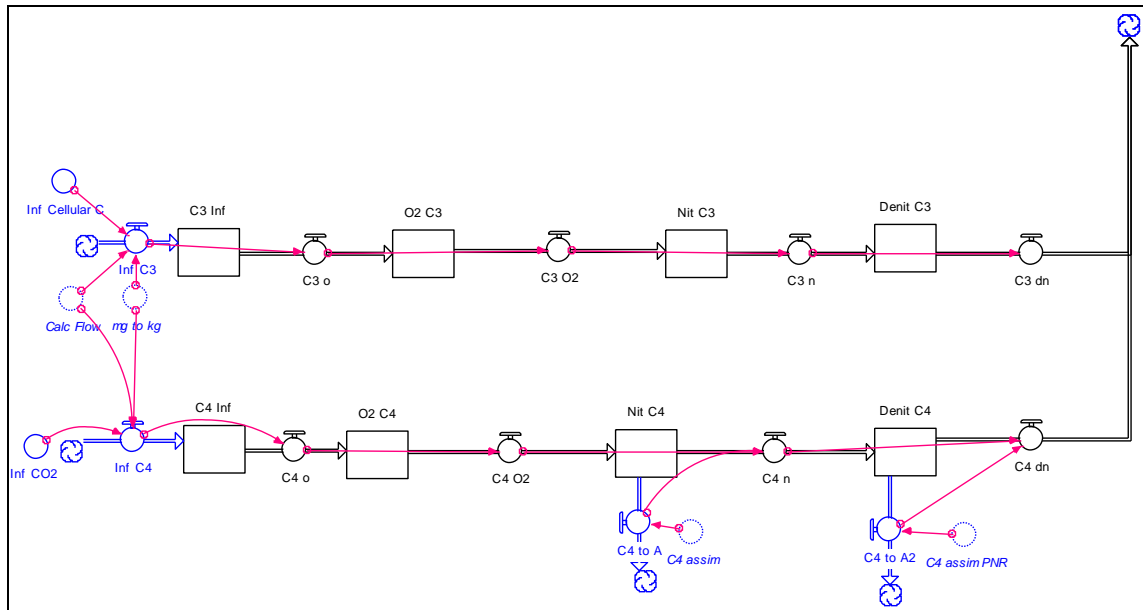 Inf Cellular C
C3 Inf
O2 C3
Nit C3
Denit C3
Inf C3
C3 o
C3 O2
C3 n
C3 dn
Calc Flow
mg to kg
C4 Inf
O2 C4
Nit C4
Denit C4
Inf CO2
Inf C4
C4 o
C4 O2
C4 n
C4 dn
C4 to A
C4 assim
C4 to A2
C4 assim PNR